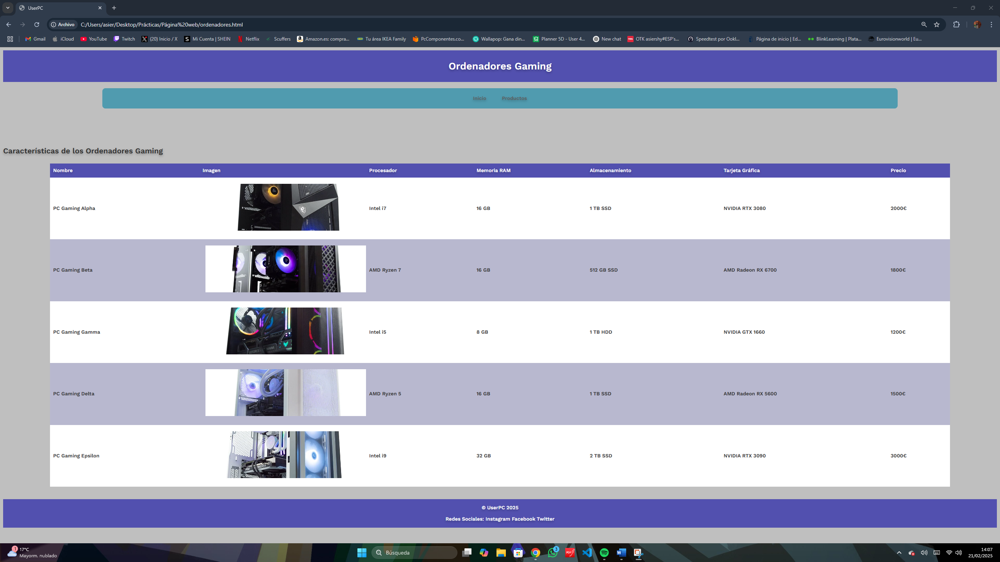 UserPC
Archivo C:/Users/asier/Desktop/Prácticas/Página%20web/ordenadores.html
Gmail iCloud YouTube Twitch (20) Inicio / X Mi Cuenta | SHEIN Netflix Scuffers Amazon.es: compra... Tu área IKEA Family PcComponentes.co... Wallapop: Gana din... Planner 5D - User 4... New chat OTK asiershy#ESP's... Speedtest por Ookl... Página de inicio | Ed... BlinkLearning | Plata... Eurovisionworld | Eu...
Ordenadores Gaming
Inicio Productos
Características de los Ordenadores Gaming
Nombre Imagen Procesador Memoria RAM Almacenamiento Tarjeta Gráfica Precio
PC Gaming Alpha Intel i7 16 GB 1 TB SSD NVIDIA RTX 3080 2000€
PC Gaming Beta AMD Ryzen 7 16 GB 512 GB SSD AMD Radeon RX 6700 1800€
PC Gaming Gamma Intel i5 8 GB 1 TB HDD NVIDIA GTX 1660 1200€
PC Gaming Delta AMD Ryzen 5 16 GB 1 TB SSD AMD Radeon RX 5600 1500€
PC Gaming Epsilon Intel i9 32 GB 2 TB SSD NVIDIA RTX 3090 3000€
© UserPC 2025
Redes Sociales: Instagram Facebook Twitter
1 17°C
Mayorm. nublado
Búsqueda
3
14:07
21/02/2025